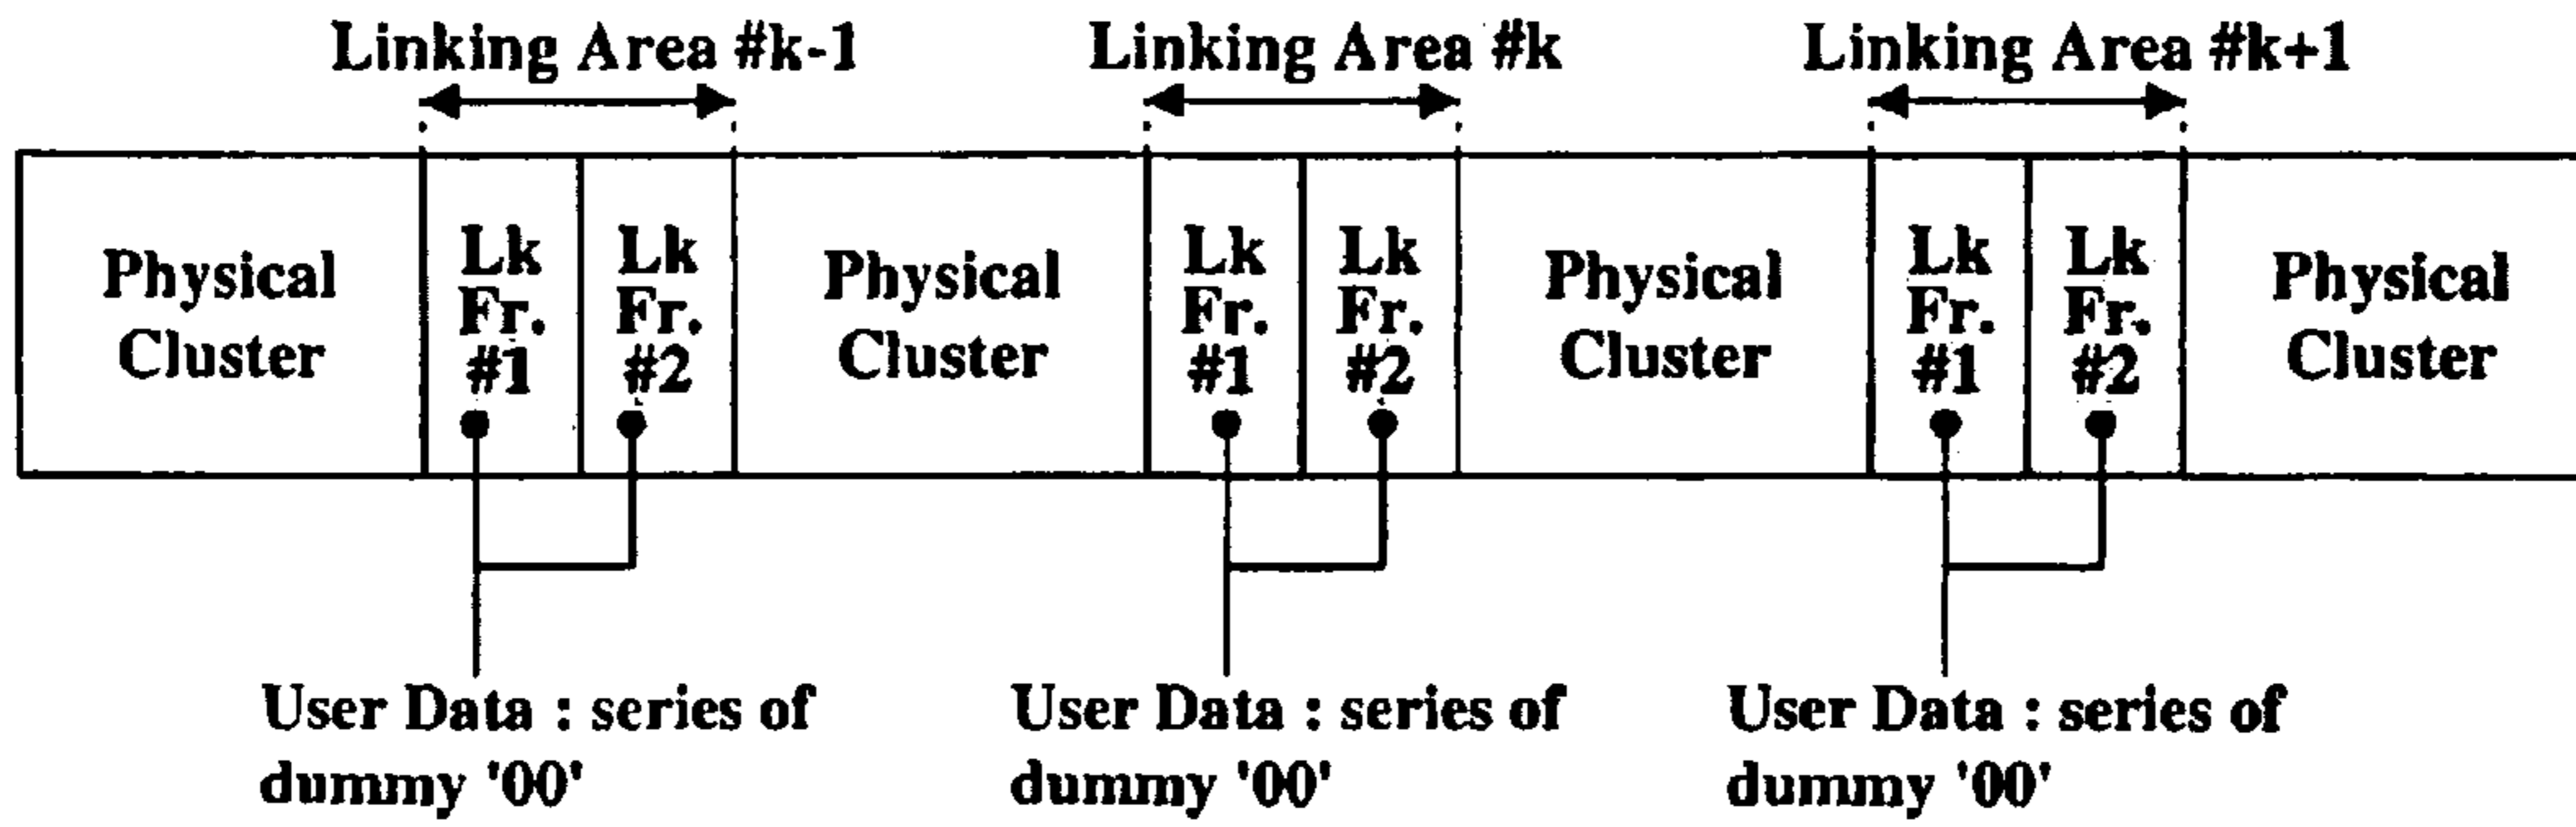 Linking Area #k-1
Linking Area #k
Linking Area #k+1
Physical
Cluster
Lk
Fr.
#1
Lk
Fr.
#2
Physical
Cluster
Lk
Fr.
#1
Lk
Fr.
#2
Physical
Cluster
Lk
Fr.
#1
Lk
Fr.
#2
Physical
Cluster
User Data : series of
dummy '00'
User Data : series of
dummy '00'
User Data : series of
dummy '00'